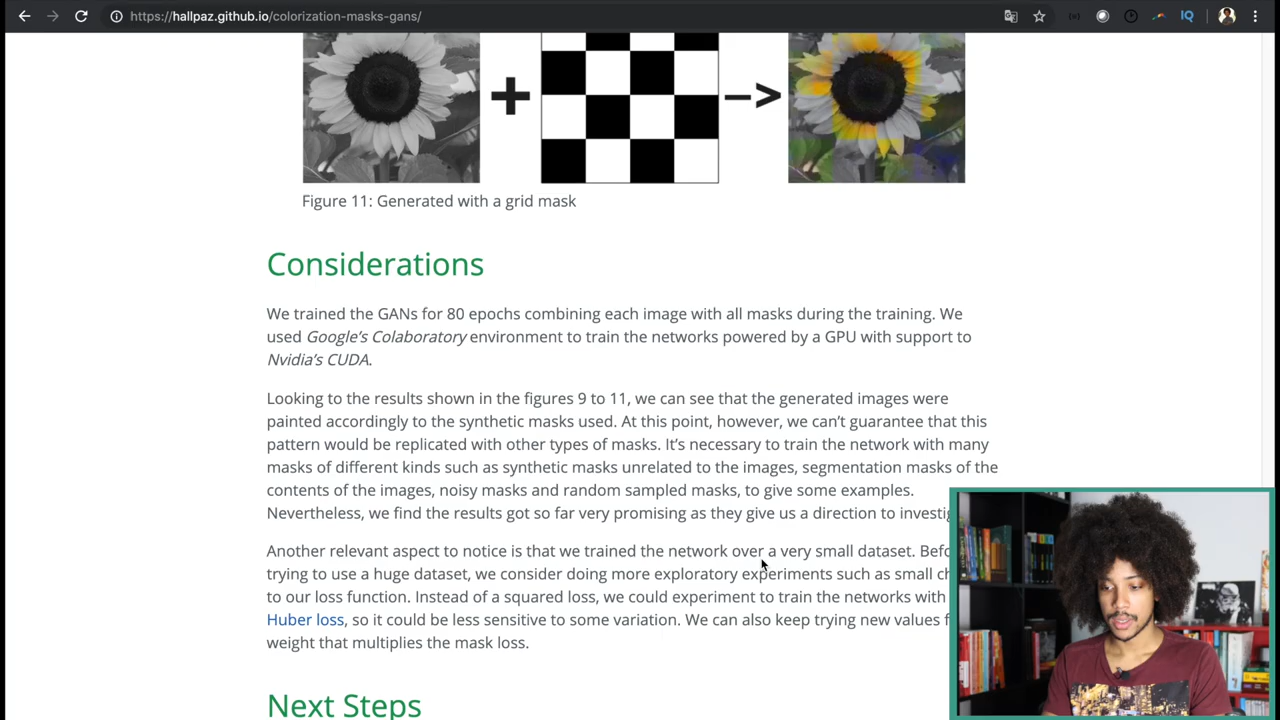 https://hallpaz.github.io/colorization-masks-gans/
IQ
Figure 11: Generated with a grid mask
Considerations
We trained the GANs for 80 epochs combining each image with all masks during the training. We
used Google’s Colaboratory environment to train the networks powered by a GPU with support to
Nvidia’s CUDA.
Looking to the results shown in the figures 9 to 11, we can see that the generated images were
painted accordingly to the synthetic masks used. At this point, however, we can’t guarantee that this
pattern would be replicated with other types of masks. It’s necessary to train the network with many
masks of different kinds such as synthetic masks unrelated to the images, segmentation masks of the
contents of the images, noisy masks and random sampled masks, to give some examples.
Nevertheless, we find the results got so far very promising as they give us a direction to investig
Another relevant aspect to notice is that we trained the network over a very small dataset. Befo
trying to use a huge dataset, we consider doing more exploratory experiments such as small ch
to our loss function. Instead of a squared loss, we could experiment to train the networks with
Huber loss, so it could be less sensitive to some variation. We can also keep trying new values f
weight that multiplies the mask loss.
Next Steps